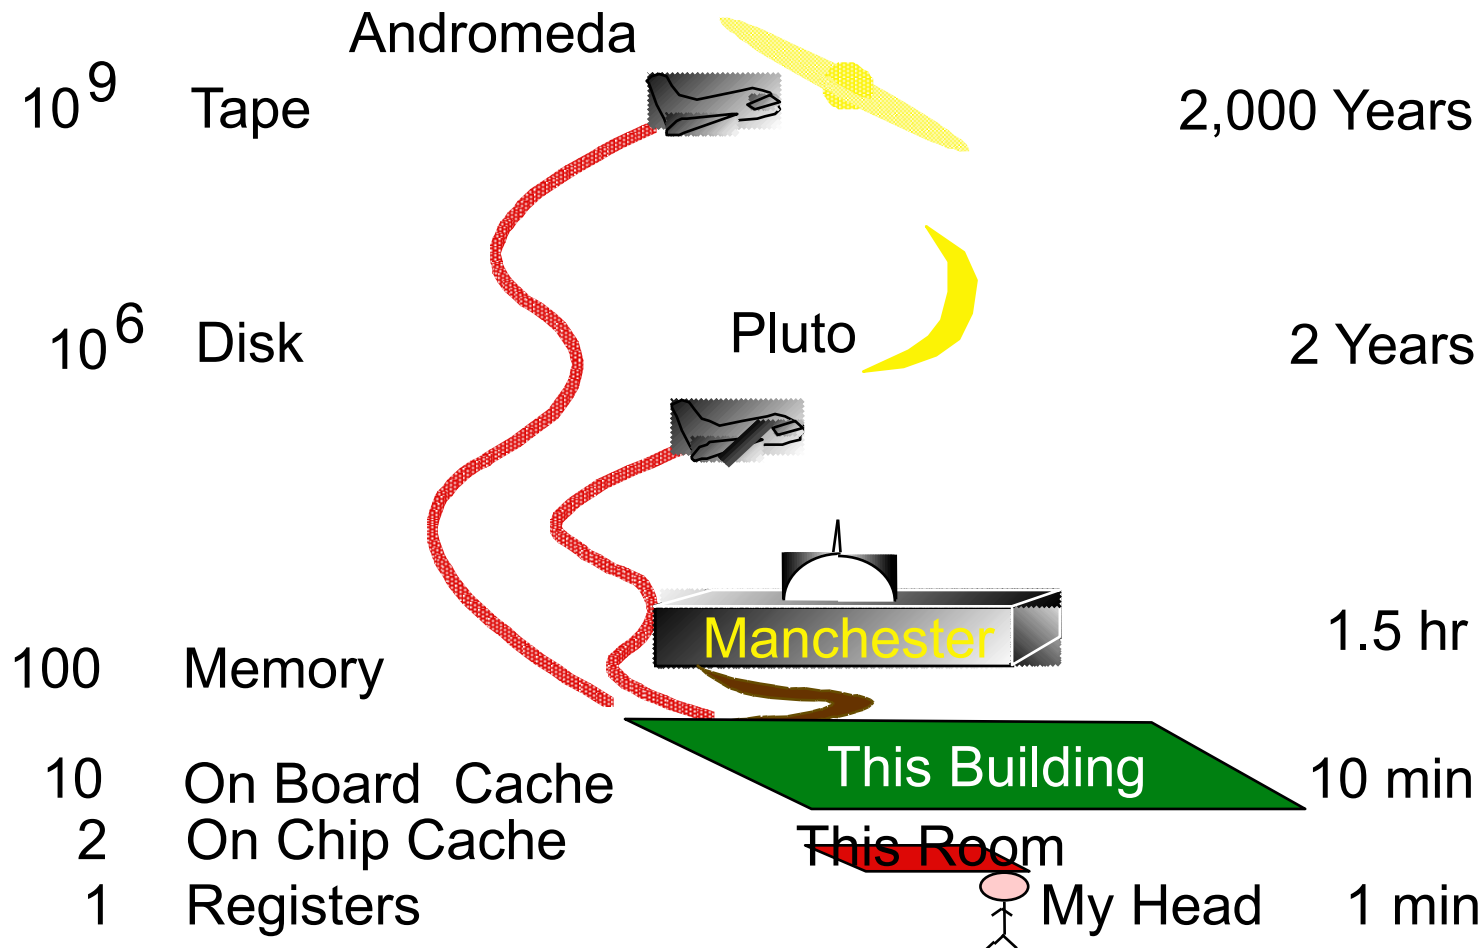 Andromeda
10^9 Tape 2,000 Years
10^6 Disk Pluto 2 Years
Manchester 1.5 hr
100 Memory
10 On Board Cache This Building 10 min
2 On Chip Cache This Room
1 Registers My Head 1 min